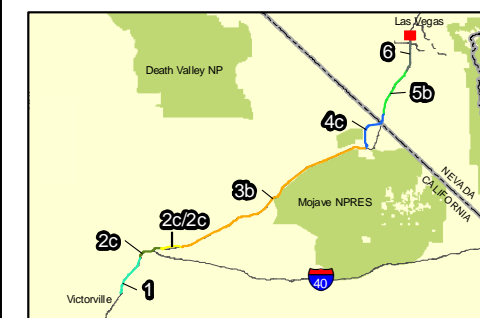 Las Vegas
6
Death Valley NP
5b
4c
NEVADA
CALIFORNIA
3b
Mojave NPRES
2c/2c
2c
40
1
Victorville